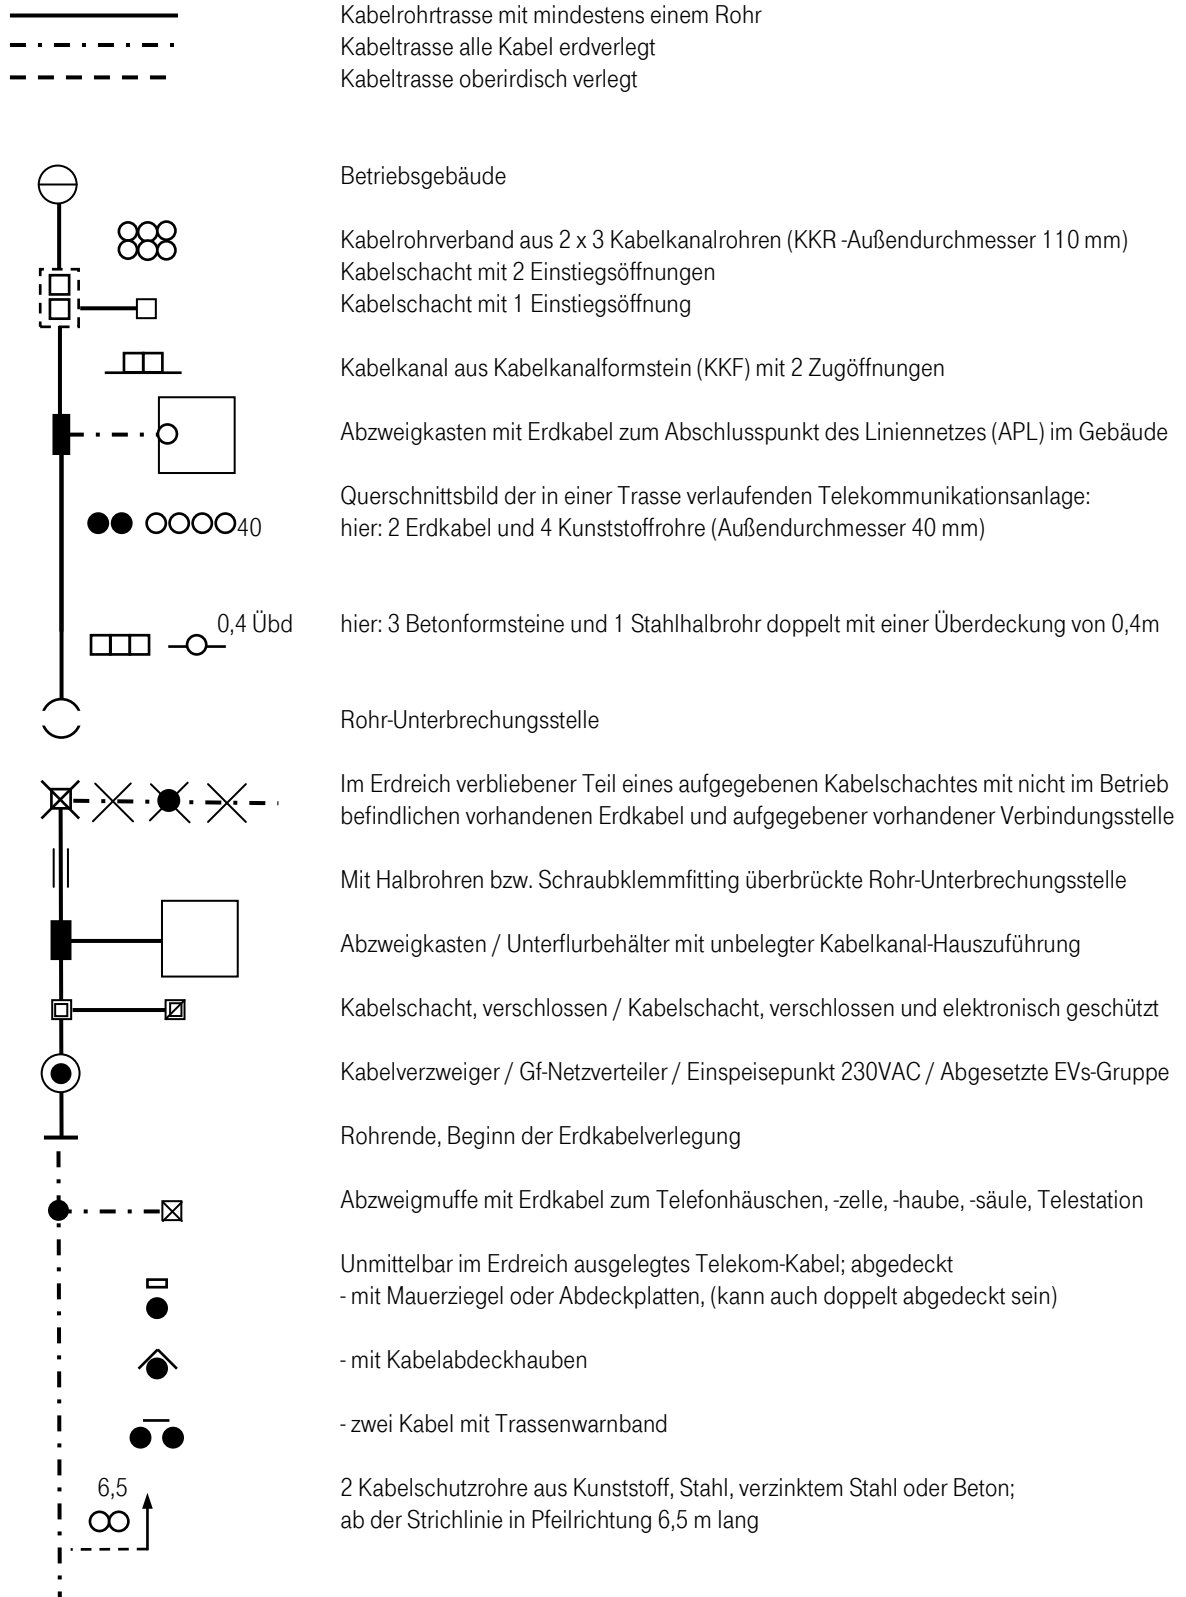 Kabelrohrtrasse mit mindestens einem Rohr
Kabeltrasse alle Kabel erdverlegt
Kabeltrasse oberirdisch verlegt
Betriebsgebäude
Kabelrohrverband aus 2 x 3 Kabelkanalrohren (KKR -Außendurchmesser 110 mm)
Kabelschacht mit 2 Einstiegsöffnungen
Kabelschacht mit 1 Einstiegsöffnung
Kabelkanal aus Kabelkanalformstein (KKF) mit 2 Zugöffnungen
Abzweigkasten mit Erdkabel zum Abschlusspunkt des Liniennetzes (APL) im Gebäude
Querschnittsbild der in einer Trasse verlaufenden Telekommunikationsanlage:
40 hier: 2 Erdkabel und 4 Kunststoffrohre (Außendurchmesser 40 mm)
0,4 Übd hier: 3 Betonformsteine und 1 Stahlhalbrohr doppelt mit einer Überdeckung von 0,4m
Rohr-Unterbrechungsstelle
Im Erdreich verbliebener Teil eines aufgegebenen Kabelschachtes mit nicht im Betrieb
befindlichen vorhandenen Erdkabel und aufgegebener vorhandener Verbindungsstelle
Mit Halbrohren bzw. Schraubklemmfitting überbrückte Rohr-Unterbrechungsstelle
Abzweigkasten / Unterflurbehälter mit unbelegter Kabelkanal-Hauszuführung
Kabelschacht, verschlossen / Kabelschacht, verschlossen und elektronisch geschützt
Kabelverzweiger / Gf-Netzverteiler / Einspeisepunkt 230VAC / Abgesetzte EVs-Gruppe
Rohrende, Beginn der Erdkabelverlegung
Abzweigmuffe mit Erdkabel zum Telefonhäuschen, -zelle, -haube, -säule, Telestation
Unmittelbar im Erdreich ausgelegtes Telekom-Kabel; abgedeckt
- mit Mauerziegel oder Abdeckplatten, (kann auch doppelt abgedeckt sein)
- mit Kabelabdeckhauben
- zwei Kabel mit Trassenwarnband
6,5 2 Kabelschutzrohre aus Kunststoff, Stahl, verzinktem Stahl oder Beton;
ab der Strichlinie in Pfeilrichtung 6,5 m lang